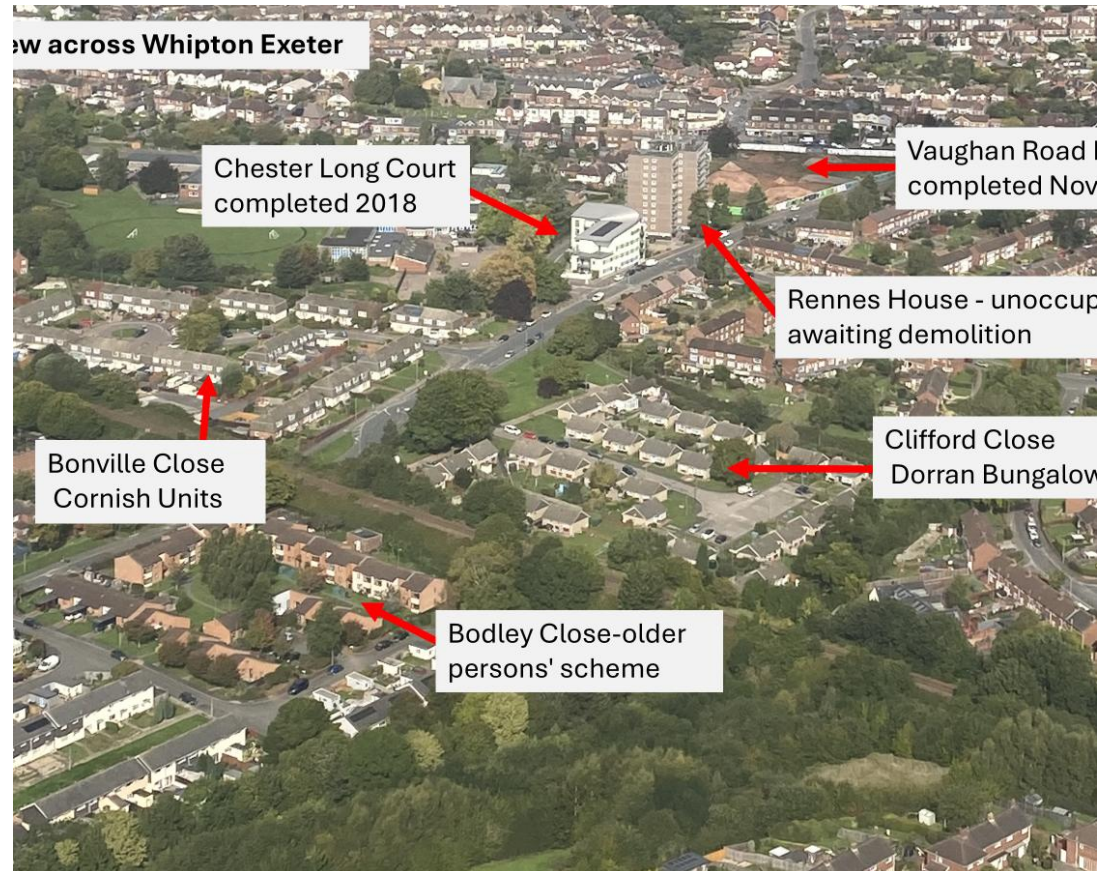 ew across Whipton Exeter
Chester Long Court
completed 2018
Vaughan Road
completed Nov
Rennes House - unoccup
awaiting demolition
Bonville Close
Cornish Units
Clifford Close
Dorran Bungalow
Bodley Close-older
persons' scheme